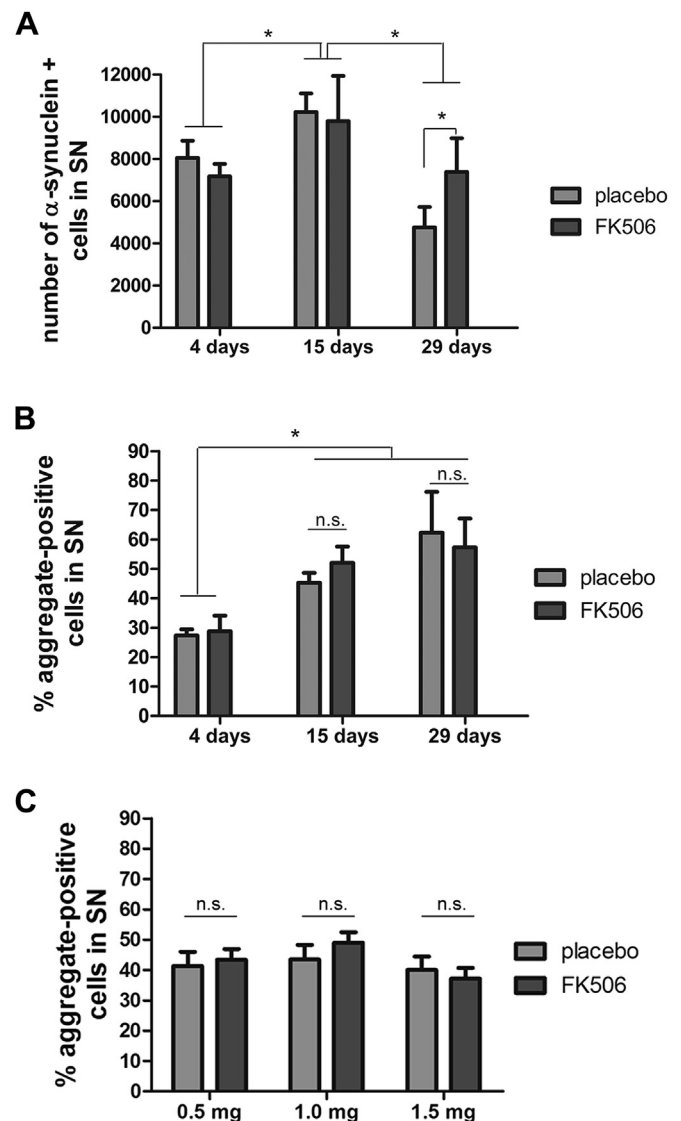 A
*
*
number of α-synuclein +
cells in SN
12000
10000
8000
6000
4000
2000
0
*
4 days
15 days
29 days
placebo
FK506
B
*
% aggregate-positive
cells in SN
90
80
70
60
50
40
30
20
10
0
n.s.
n.s.
4 days
15 days
29 days
placebo
FK506
C
% aggregate-positive
cells in SN
90
80
70
60
50
40
30
20
10
0
n.s.
n.s.
n.s.
0.5 mg
1.0 mg
1.5 mg
placebo
FK506